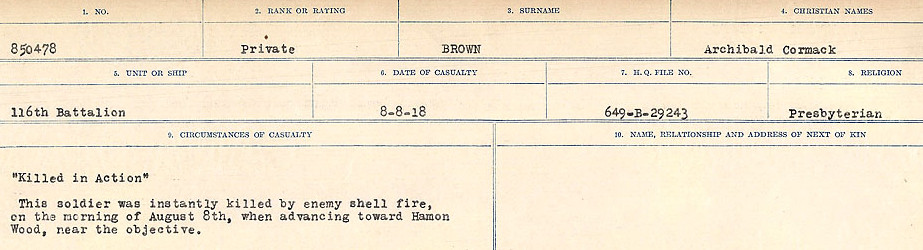 1. NO. 2. RANK OR RATING 3. SURNAME 4. CHRISTIAN NAMES
850478 Private BROWN Archibald Cormack
5. UNIT OR SHIP 6. DATE OF CASUALTY 7. H.Q. FILE NO. 8. RELIGION
116th Battalion 8-8-18 649-B-29243 Presbyterian
9. CIRCUMSTANCES OF CASUALTY 10. NAME, RELATIONSHIP AND ADDRESS OF NEXT OF KIN
"Killed in Action"
This soldier was instantly killed by enemy shell fire,
on the morning of August 8th, when advancing toward Hamon
Wood, near the objective.